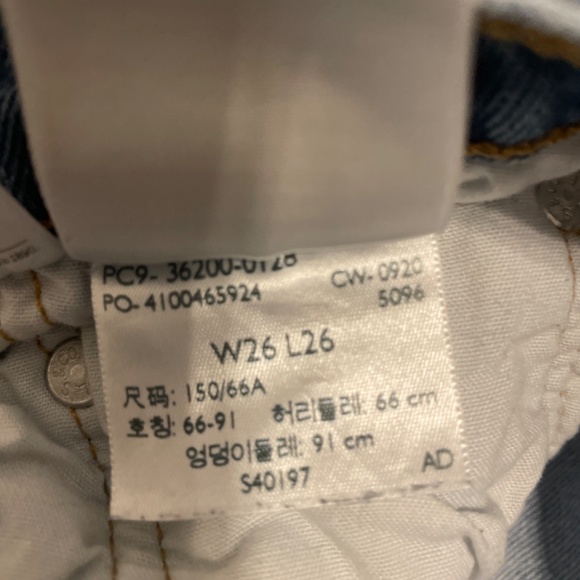 PC9- 36200-0128
PO- 4100465924
CW- 0920
5096
W26 L26
尺码: 150/66A
호칭: 66-91 허리둘레: 66 cm
엉덩이둘레: 91 cm
S40197
AD